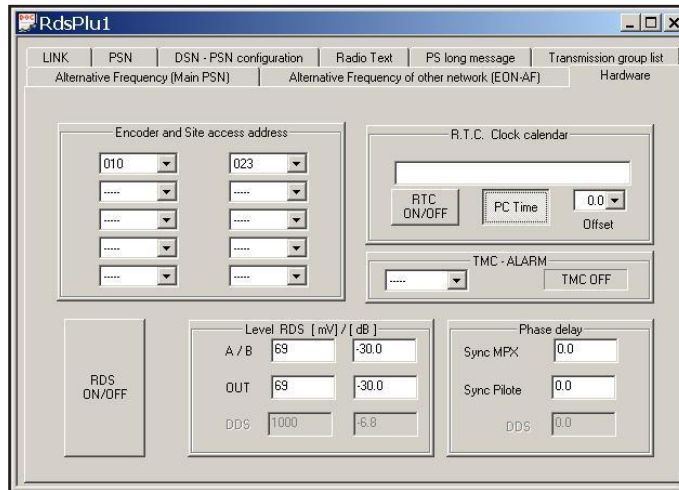 RdsPlu1
LINK PSN DSN - PSN configuration Radio Text PS long message Transmission group list
Alternative Frequency (Main PSN) Alternative Frequency of other network (EON-AF) Hardware
Encoder and Site access address
010 023
----- -----
----- -----
----- -----
----- -----
R.T.C. Clock calendar
RTC ON/OFF PC Time 0.0
Offset
TMC - ALARM
----- TMC OFF
RDS
ON/OFF
Level RDS [ mV] / [ dB ]
A / B 69 -30.0
OUT 69 -30.0
DDS 1000 -6.8
Phase delay
Sync MPX 0.0
Sync Pilote 0.0
DDS 0.0